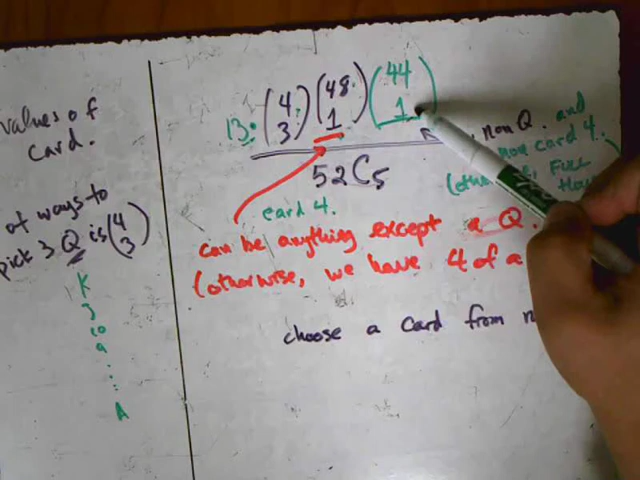 values of
card.
of ways to
pick 3 Q is (4 3)
K
J
10
9
:
:
A
13 · (4 3) (48 1) (44 1)
52C5
card 4.
can be anything except a Q.
(otherwise, we have 4 of a
choose a card from
non Q. and
non card 4.
Full